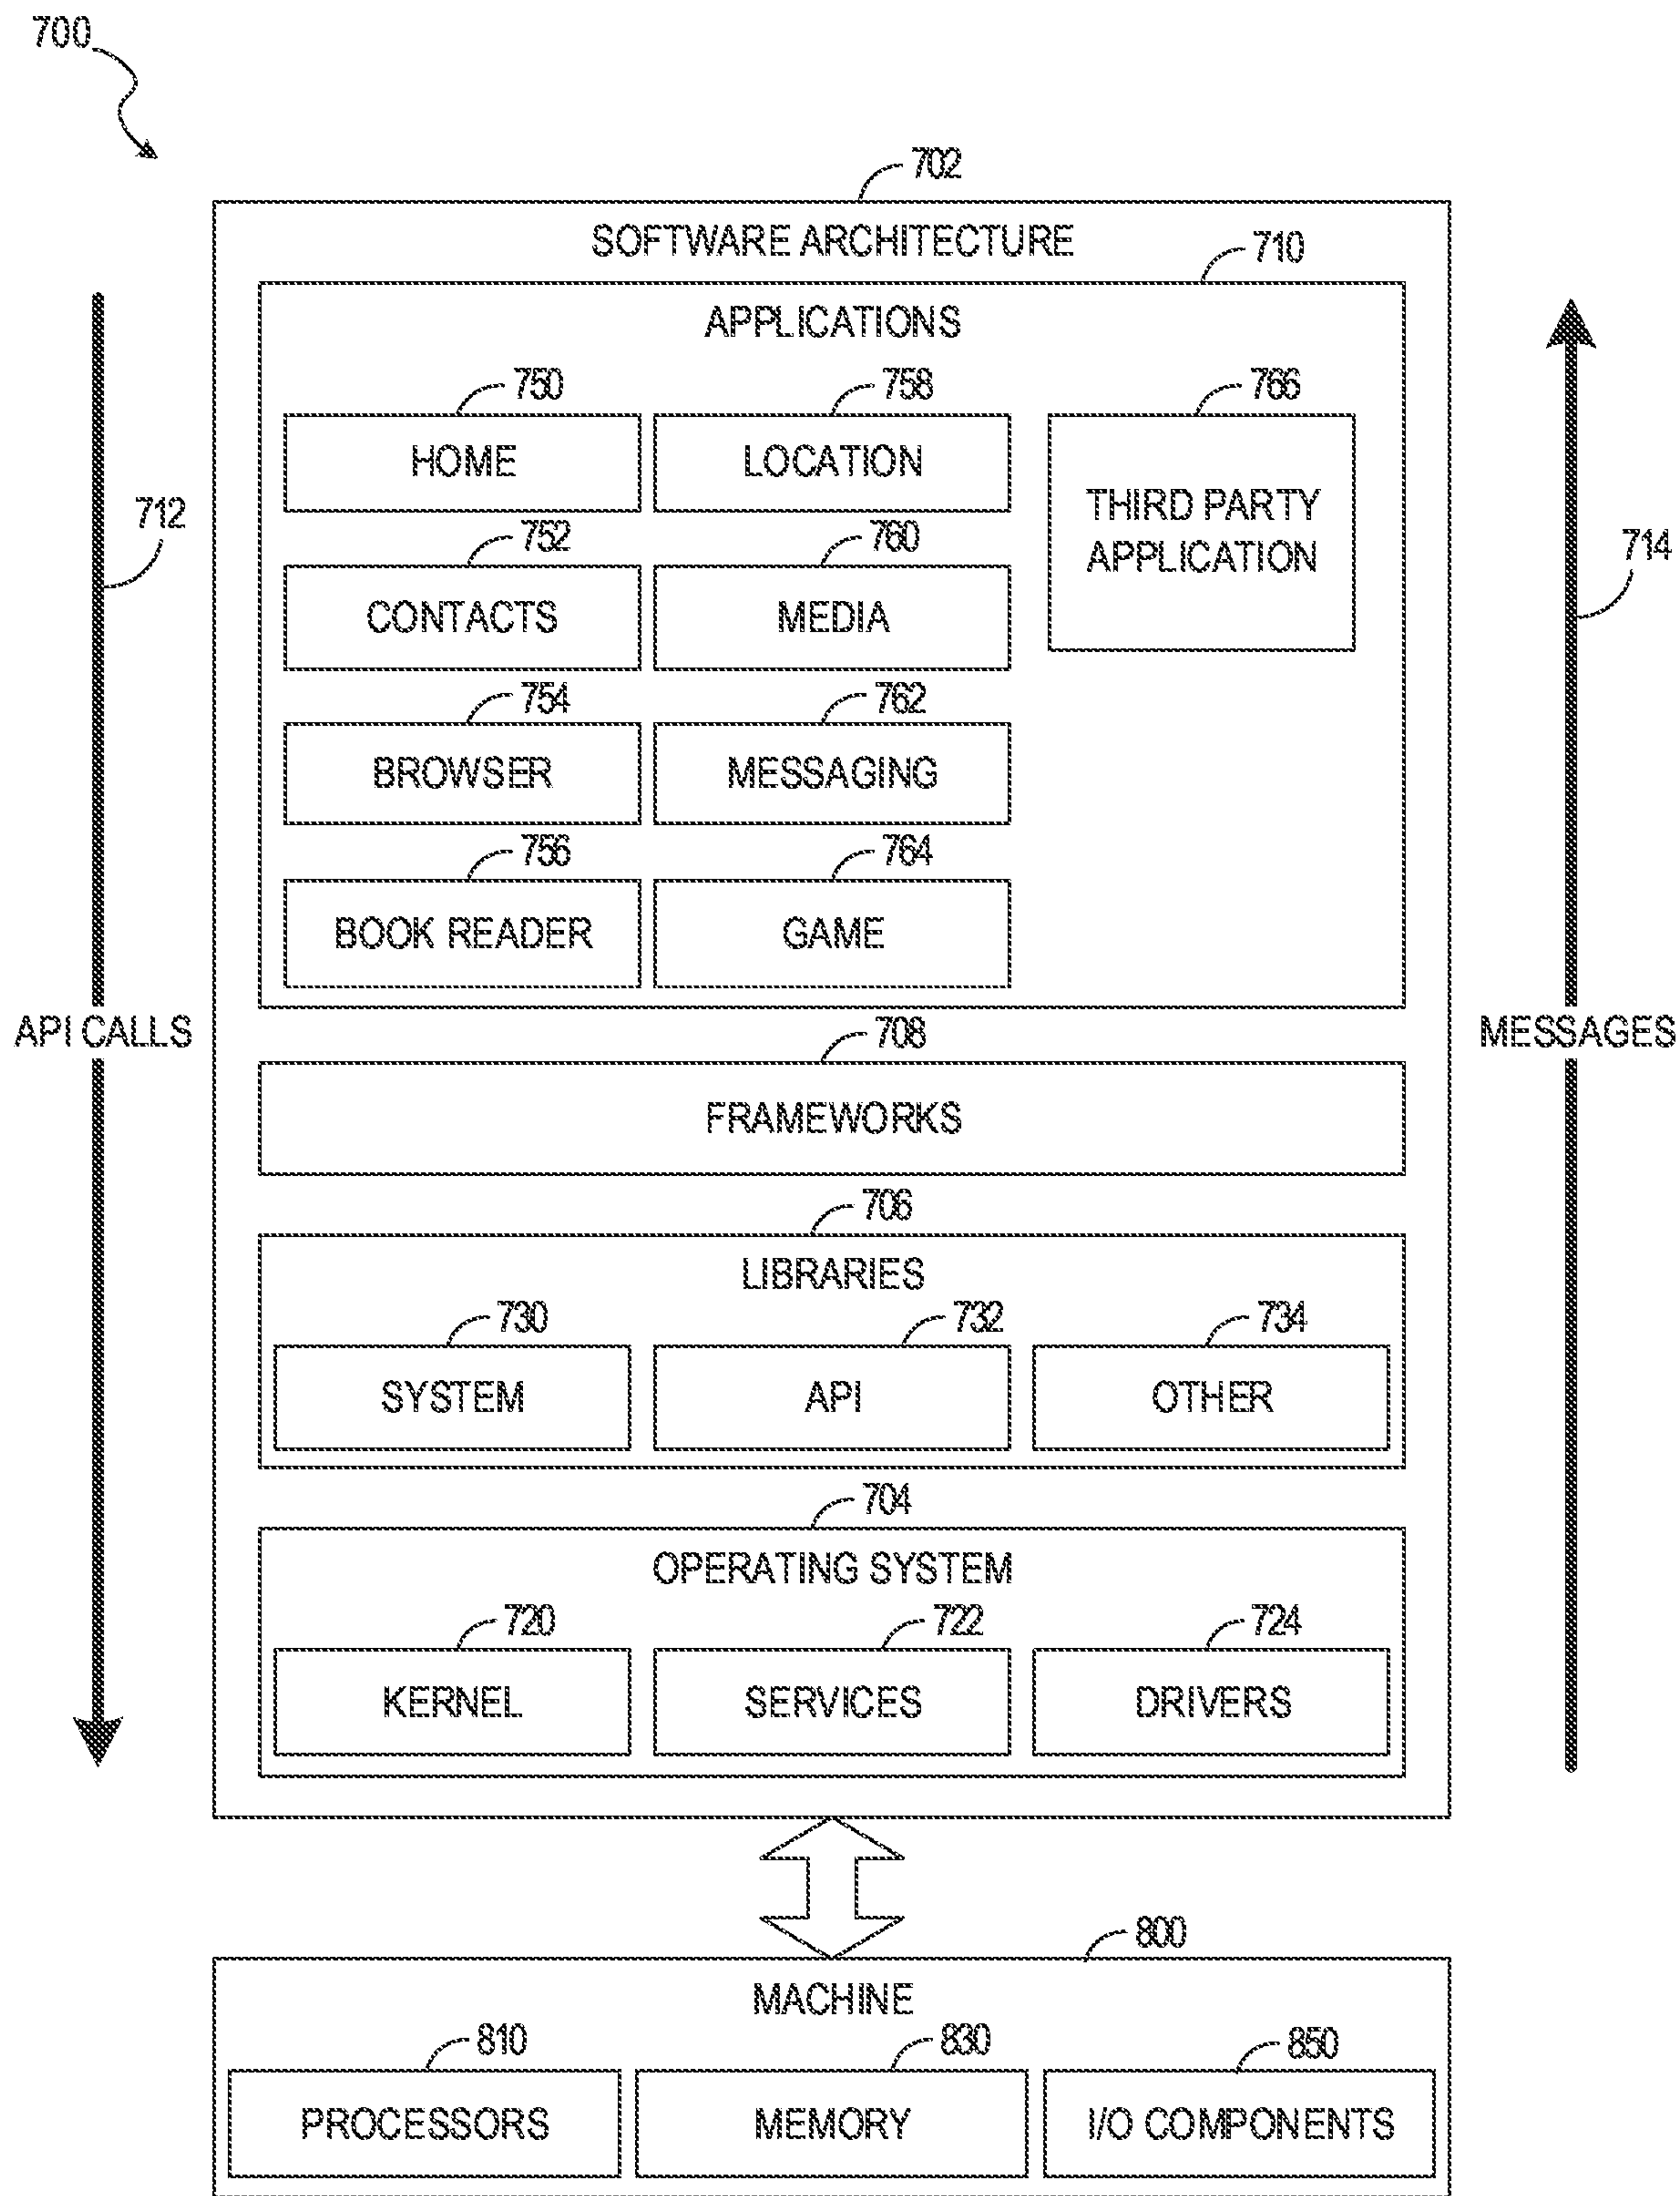 700
702
SOFTWARE ARCHITECTURE
710
APPLICATIONS
750
758
766
HOME
LOCATION
THIRD PARTY
APPLICATION
712
714
752
760
CONTACTS
MEDIA
754
762
BROWSER
MESSAGING
756
764
BOOK READER
GAME
API CALLS
MESSAGES
708
FRAMEWORKS
706
LIBRARIES
730
732
734
SYSTEM
API
OTHER
704
OPERATING SYSTEM
720
722
724
KERNEL
SERVICES
DRIVERS
800
MACHINE
810
830
850
PROCESSORS
MEMORY
I/O COMPONENTS